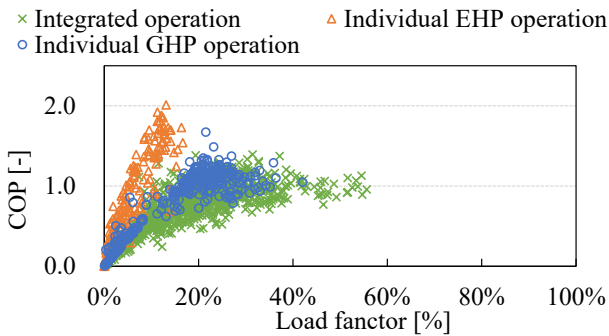 Integrated operation
Individual EHP operation
Individual GHP operation
2.0
1.0
0.0
COP [-]
0% 20% 40% 60% 80% 100%
Load fanctor [%]